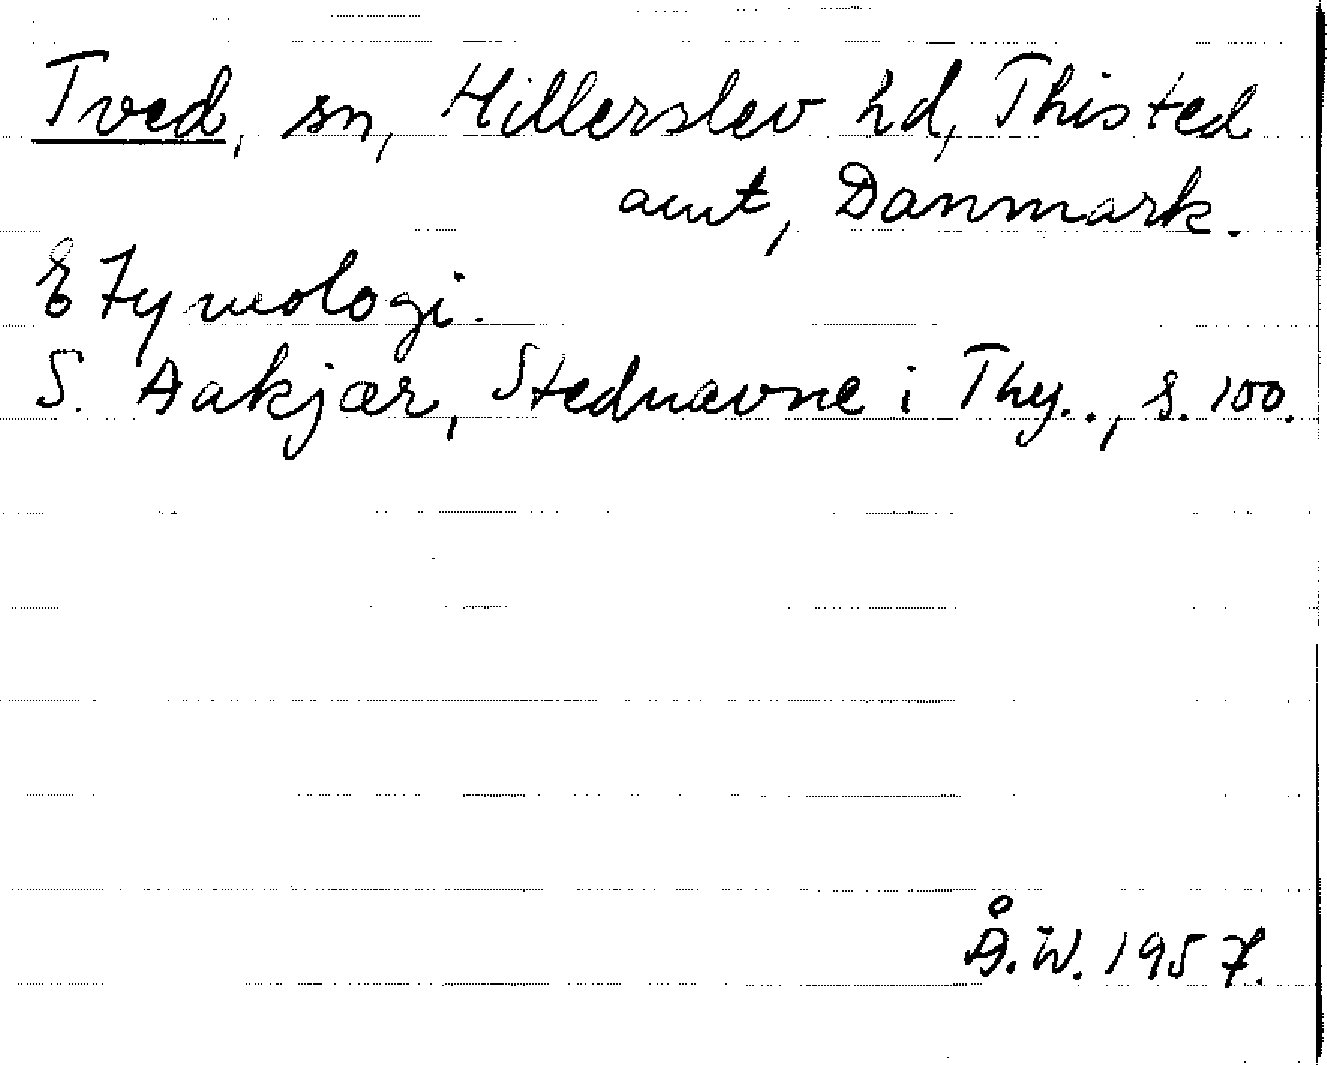 Tved, sn, Hillerslev hd, Thisted
amt, Danmark.
Etymologi.
S. Aakjær, Stednavne i Thy.., s. 100.
Å. W. 1957.